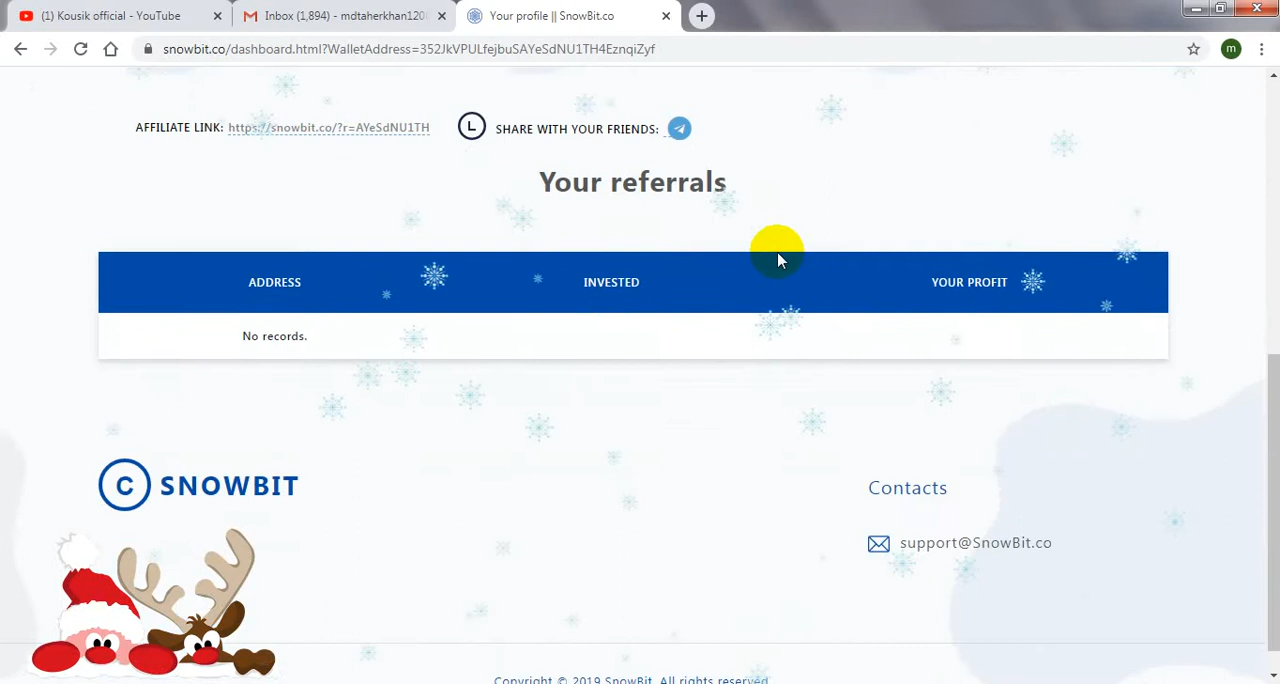 (1) Kousik official - YouTube
Inbox (1,894) - mdtaherkhan120
Your profile || SnowBit.co
snowbit.co/dashboard.html?WalletAddress=352JkVPULfejbuSAYeSdNU1TH4EznqiZyf
m
AFFILIATE LINK: https://snowbit.co/?r=AYeSdNU1TH
SHARE WITH YOUR FRIENDS:
Your referrals
ADDRESS INVESTED YOUR PROFIT
No records.
C SNOWBIT
Contacts
support@SnowBit.co
Copyright © 2019 SnowBit. All rights reserved